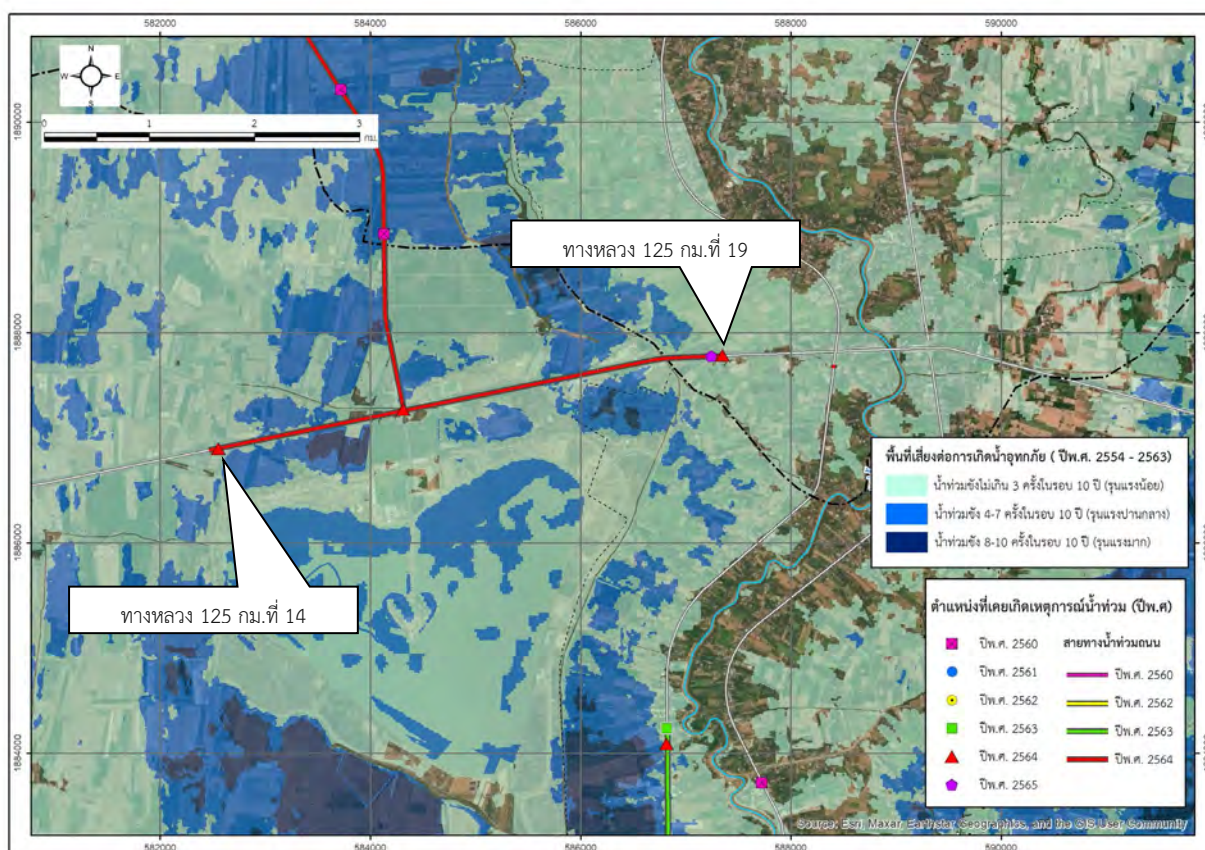 582000 584000 586000 588000 590000
N
W E
S
0 1 2 3
กม.
1890000
1888000
1886000
1884000
ทางหลวง 125 กม.ที่ 19
ทางหลวง 125 กม.ที่ 14
พื้นที่เสี่ยงต่อการเกิดน้ำอุทกภัย ( ปีพ.ศ. 2554 - 2563)
น้ำท่วมขังไม่เกิน 3 ครั้งในรอบ 10 ปี (รุนแรงน้อย)
น้ำท่วมขัง 4-7 ครั้งในรอบ 10 ปี (รุนแรงปานกลาง)
น้ำท่วมขัง 8-10 ครั้งในรอบ 10 ปี (รุนแรงมาก)
ตำแหน่งที่เคยเกิดเหตุการณ์น้ำท่วม (ปีพ.ศ)
ปีพ.ศ. 2560
ปีพ.ศ. 2561
ปีพ.ศ. 2562
ปีพ.ศ. 2563
ปีพ.ศ. 2564
ปีพ.ศ. 2565
สายทางน้ำท่วมถนน
ปีพ.ศ. 2560
ปีพ.ศ. 2562
ปีพ.ศ. 2563
ปีพ.ศ. 2564
Source: Esri, Maxar, Earthstar Geographics, and the GIS User Community
582000 584000 586000 588000 590000